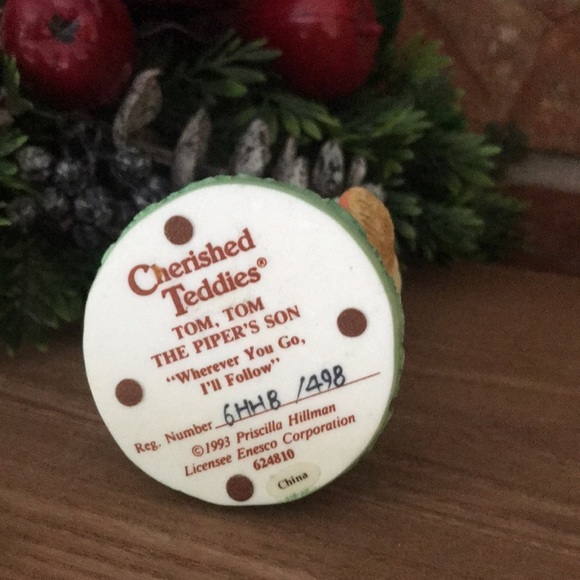 Cherished
Teddies®
TOM, TOM
THE PIPER'S SON
"Wherever You Go,
I'll Follow"
Reg. Number 6HH8 /498
©1993 Priscilla Hillman
Licensee Enesco Corporation
624810
China